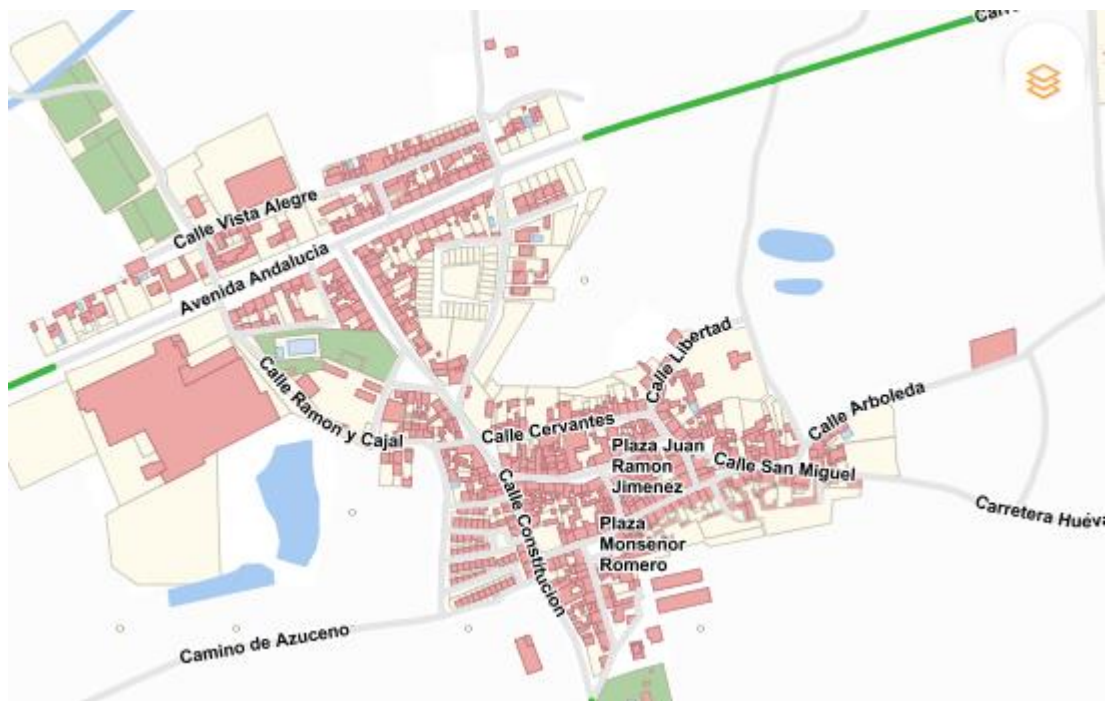 Calle Vista Alegre
Avenida Andalucia
Calle Libertad
Calle Ramon y Cajal
Calle Arboleda
Calle Cervantes
Plaza Juan
Ramon
Jimenez
Calle San Miguel
Calle Constitucion
Plaza
Monseñor
Romero
Carretera
Camino de Azuceno